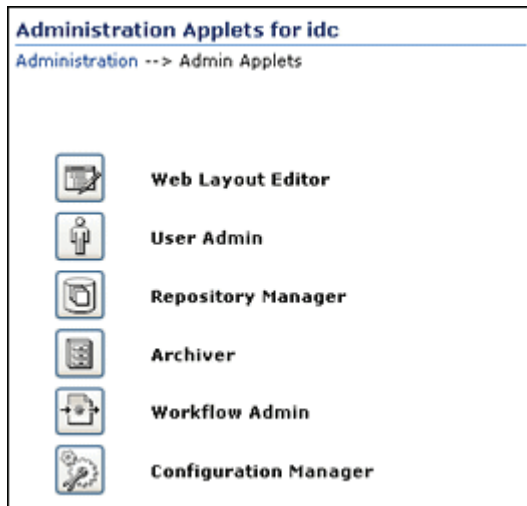 Administration Applets for idc
Administration --> Admin Applets
Web Layout Editor
User Admin
Repository Manager
Archiver
Workflow Admin
Configuration Manager